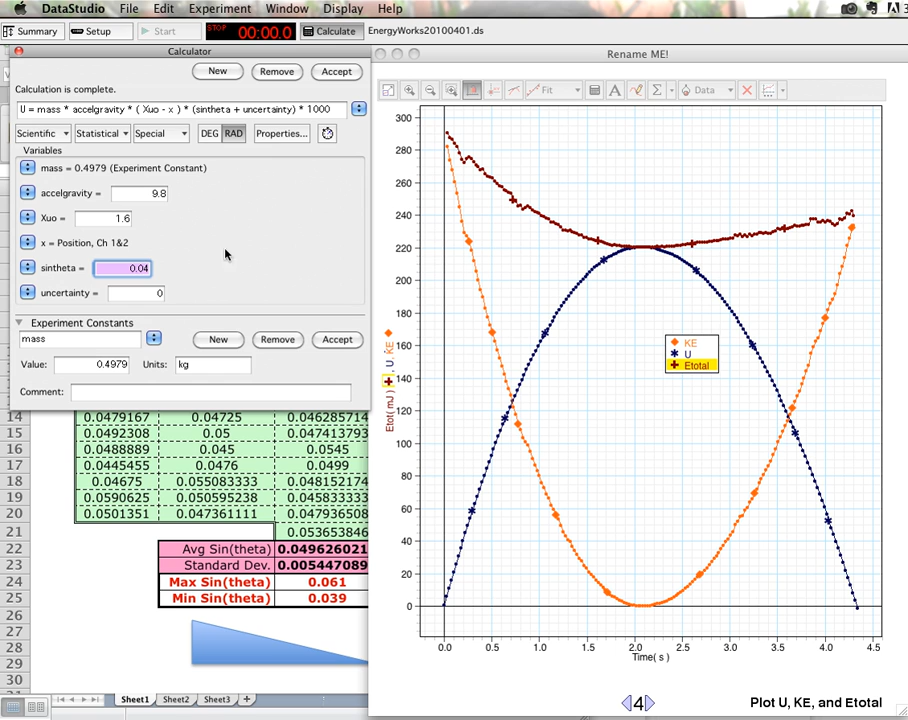 DataStudio File Edit Experiment Window Display Help
Summary Setup Start STOP 00:00.0 Calculate EnergyWorks20100401.ds
Calculator
New Remove Accept
Calculation is complete.
U = mass * accelgravity * ( Xuo - x ) * (sintheta + uncertainty) * 1000
Scientific Statistical Special DEG RAD Properties...
Variables
mass = 0.4979 (Experiment Constant)
accelgravity = 9.8
Xuo = 1.6
x = Position, Ch 1&2
sintheta = 0.04
uncertainty = 0
Experiment Constants
mass New Remove Accept
Value: 0.4979 Units: kg
Comment:
14 0.0479167 0.04725 0.046285714
15 0.0492308 0.05 0.047413793
16 0.0488889 0.045 0.0545
17 0.0445455 0.0476 0.0499
18 0.04675 0.055083333 0.048152174
19 0.0590625 0.050595238 0.045833333
20 0.0501351 0.047361111 0.04793650
21 0.05365384
22 Avg Sin(theta) 0.049626021
23 Standard Dev. 0.005447089
24 Max Sin(theta) 0.061
25 Min Sin(theta) 0.039
26
27
28
29
30
Sheet1 Sheet2 Sheet3 +
Rename ME!
Fit A Σ Data
300
280
260
240
220
200
180
160
140
120
100
80
60
40
20
0
Etot( mJ ) , U, KE
KE
U
Etotal
0.0 0.5 1.0 1.5 2.0 2.5 3.0 3.5 4.0 4.5
Time( s )
4
Plot U, KE, and Etotal